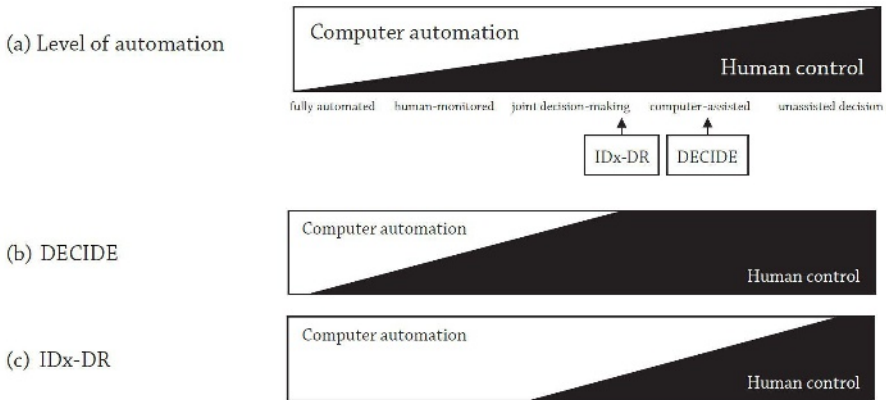 (a) Level of automation
Computer automation
Human control
fully automated human-monitored joint decision-making computer-assisted unassisted decision
IDx-DR DECIDE
(b) DECIDE
Computer automation
Human control
(c) IDx-DR
Computer automation
Human control